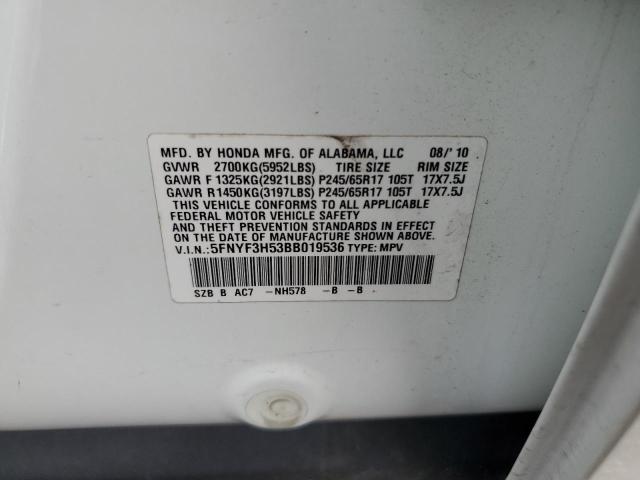 MFD. BY HONDA MFG. OF ALABAMA, LLC 08/'10
GVWR 2700KG(5952LBS) TIRE SIZE RIM SIZE
GAWR F 1325KG(2921LBS) P245/65R17 105T 17X7.5J
GAWR R1450KG(3197LBS) P245/65R17 105T 17X7.5J
THIS VEHICLE CONFORMS TO ALL APPLICABLE
FEDERAL MOTOR VEHICLE SAFETY
AND THEFT PREVENTION STANDARDS IN EFFECT
ON THE DATE OF MANUFACTURE SHOWN ABOVE.
V.I.N.:5FNYF3H53BB019536 TYPE: MPV
SZB B AC7 -NH578 -B -B